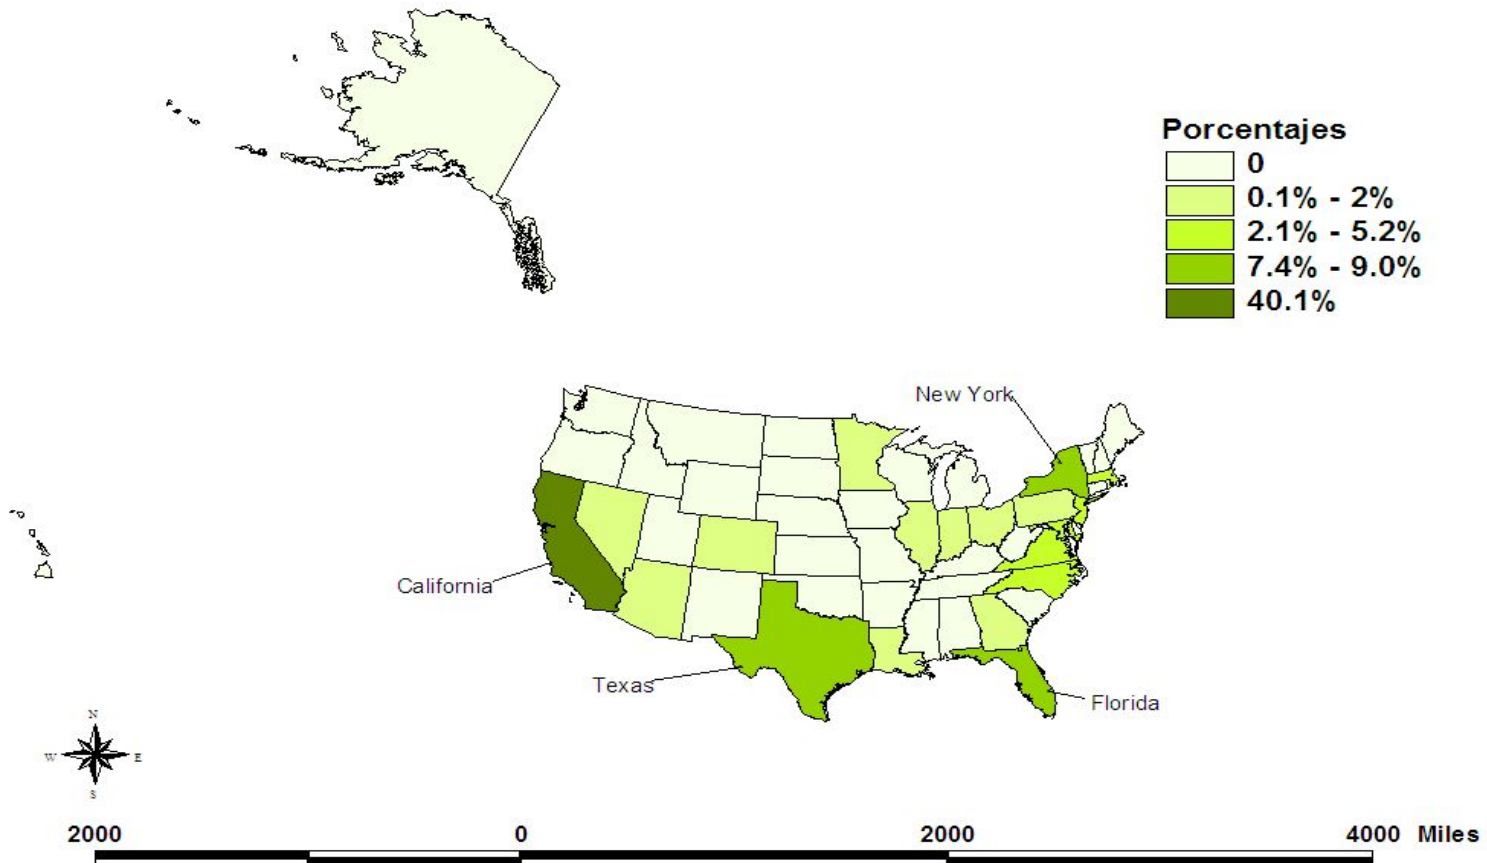 Porcentajes
0
0.1% - 2%
2.1% - 5.2%
7.4% - 9.0%
40.1%
New York
California
Texas
Florida
N
W E
S
2000 0 2000 4000 Miles